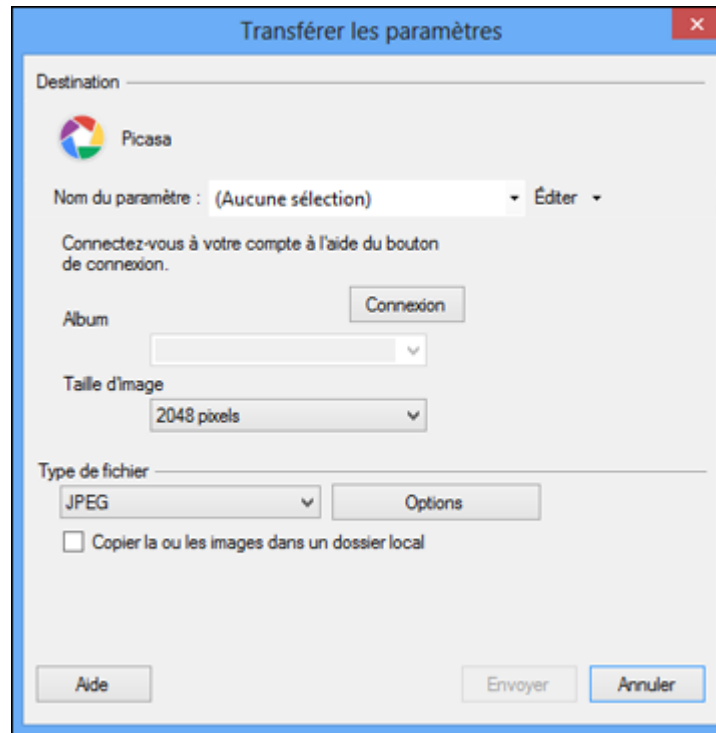 Transférer les paramètres
Destination
Picasa
Nom du paramètre : (Aucune sélection) Éditer
Connectez-vous à votre compte à l'aide du bouton
de connexion.
Connexion
Album
Taille d'image
2048 pixels
Type de fichier
JPEG Options
Copier la ou les images dans un dossier local
Aide Envoyer Annuler